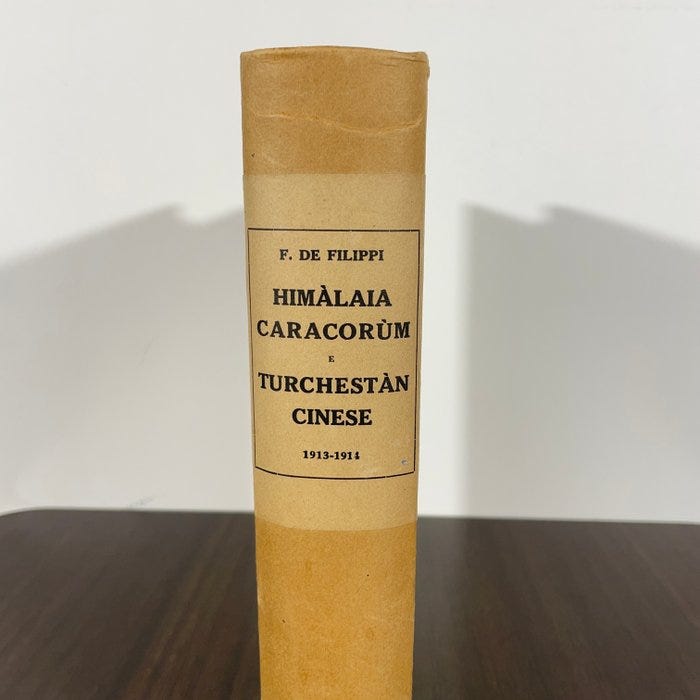 F. DE FILIPPI
HIMÀLAIA
CARACORÙM
E
TURCHESTÀN
CINESE
1913-1914